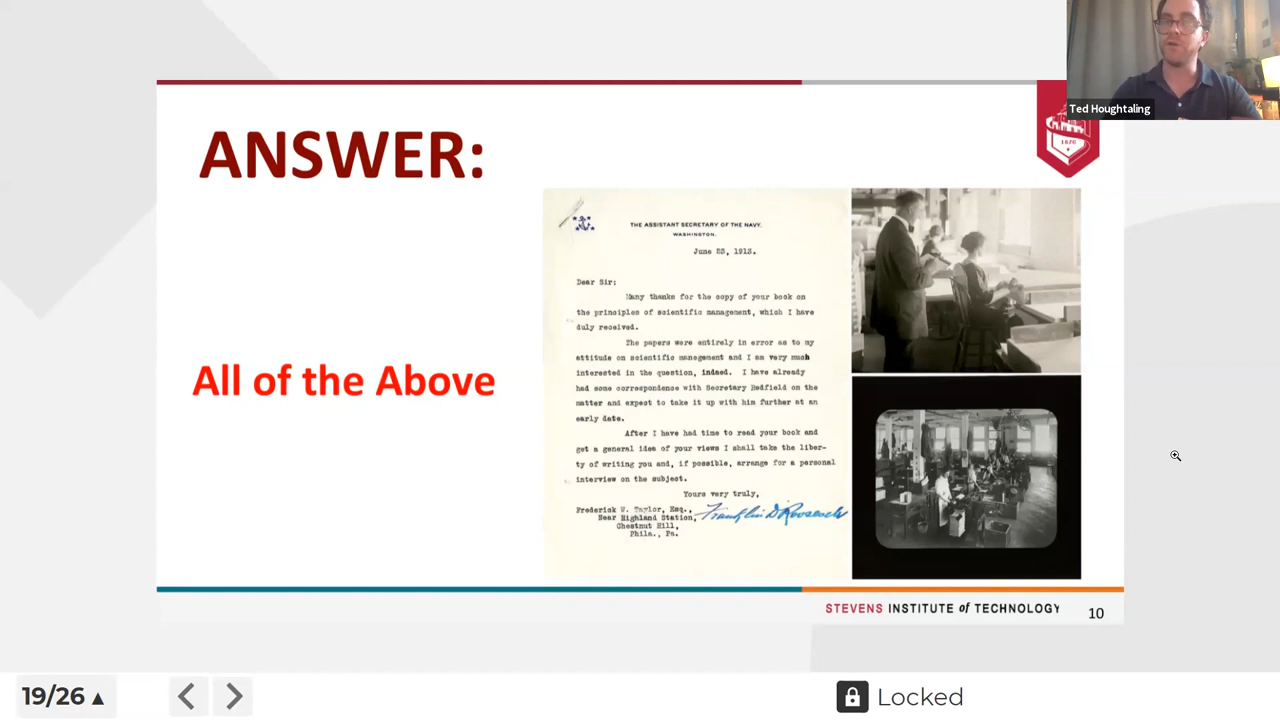 Ted Houghtaling
ANSWER:
1870
All of the Above
THE ASSISTANT SECRETARY OF THE NAVY.
WASHINGTON.
June 23, 1913.
Dear Sir:
Many thanks for the copy of your book on
the principles of scientific management, which I have
duly received.
The papers were entirely in error as to my
attitude on scientific management and I am very much
interested in the question, indeed. I have already
had some correspondence with Secretary Redfield on the
matter and expect to take it up with him further at an
early date.
After I have had time to read your book and
get a general idea of your views I shall take the liber-
ty of writing you and, if possible, arrange for a personal
interview on the subject.
Yours very truly,
Franklin D Roosevelt
Frederick W. Taylor, Esq.,
Near Highland Station,
Chestnut Hill,
Phila., Pa.
STEVENS INSTITUTE of TECHNOLOGY
10
19/26 ▲
Locked